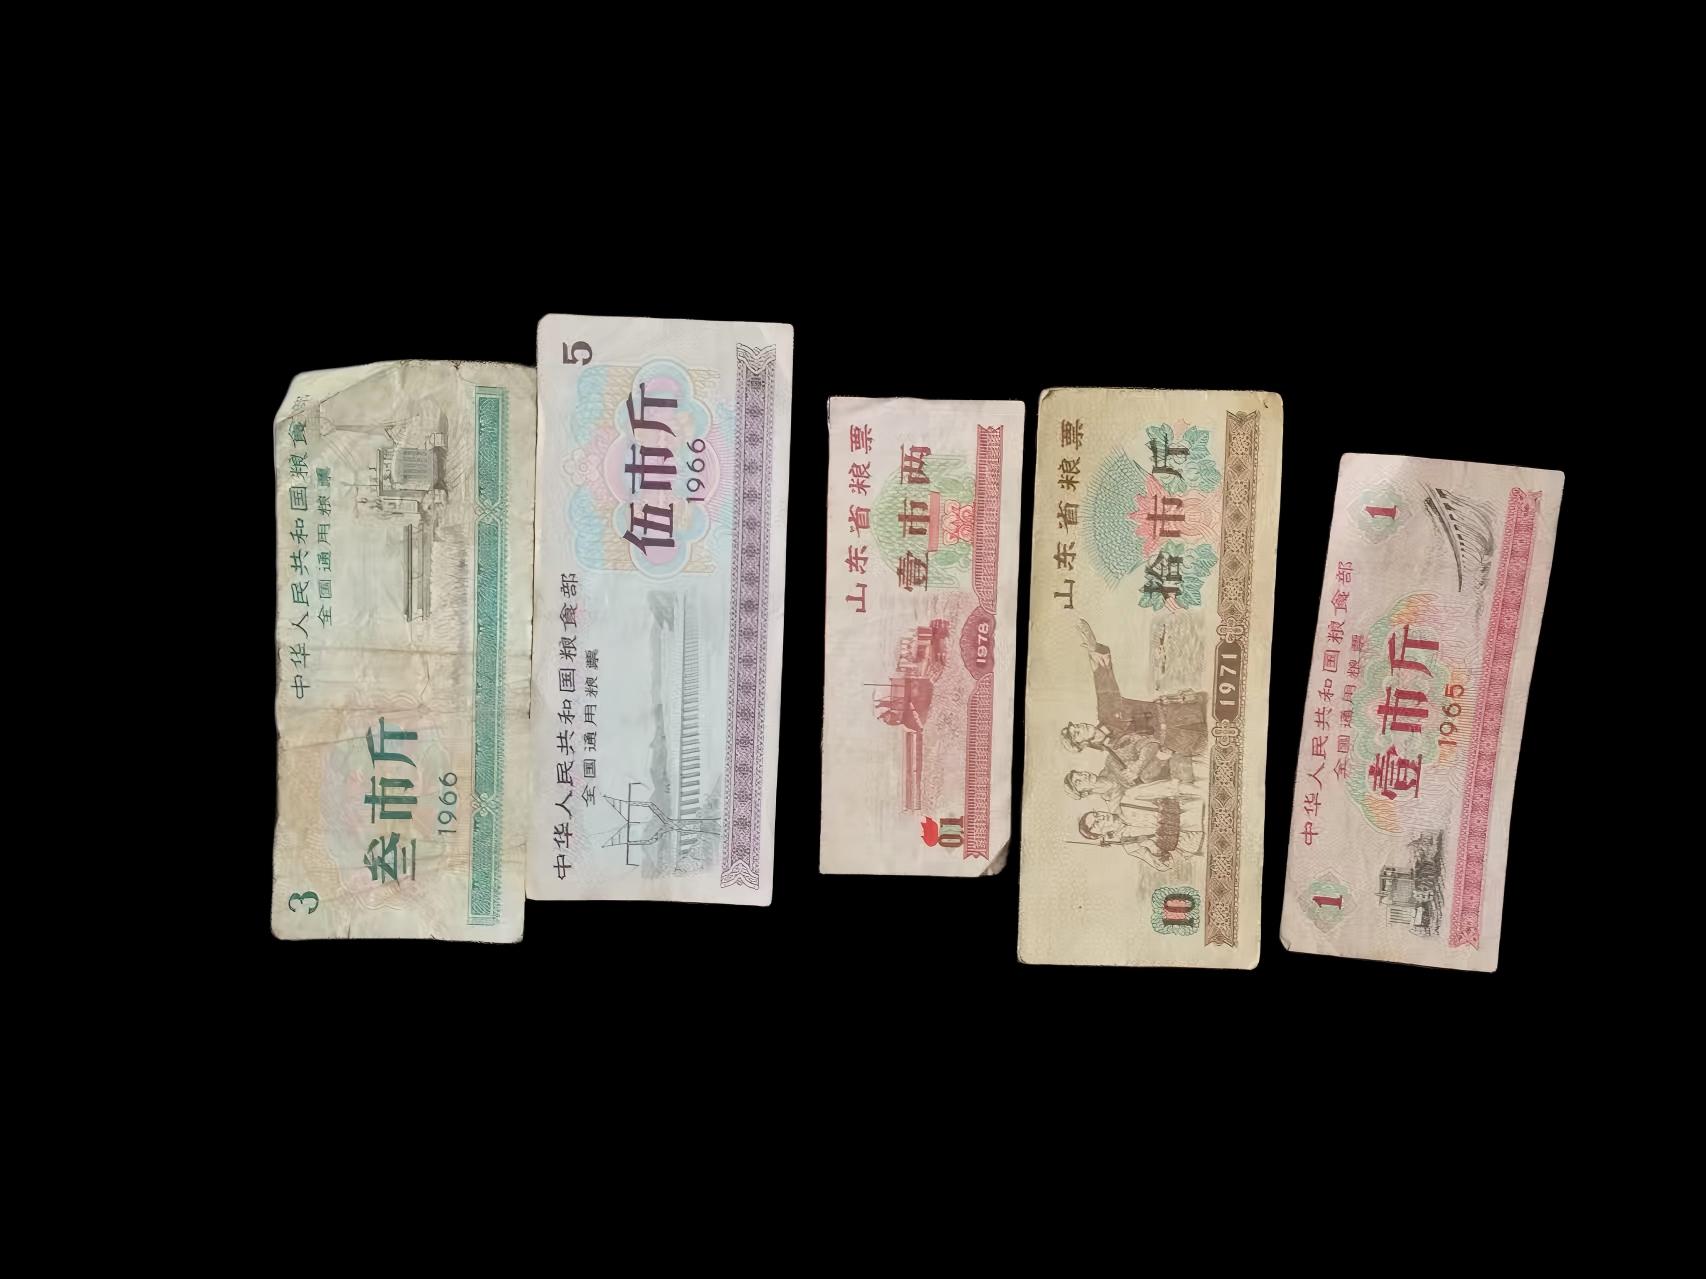 中华人民共和国粮食部
全国通用粮票
叁市斤
1966
3
中华人民共和国粮食部
全国通用粮票
伍市斤
1966
5
山东省粮票
壹市两
1978
01
山东省粮票
拾市斤
1971
10
中华人民共和国粮食部
全国通用粮票
壹市斤
1965
1
1